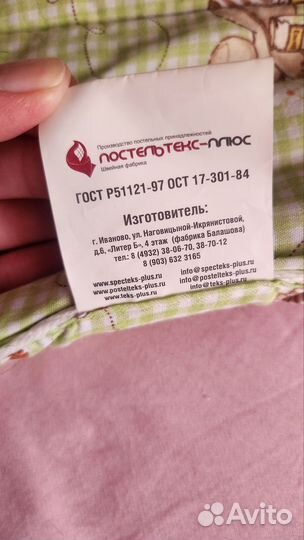 Производство постельных принадлежностей
ПОСТЕЛЬТЕКС-ПЛЮС
Швейная фабрика
ГОСТ Р51121-97 ОСТ 17-301-84
Изготовитель:
г. Иваново, ул. Наговицыной-Икрянистовой,
д.6, «Литер Б», 4 этаж (фабрика Балашова)
тел.: 8 (4932) 38-06-70, 38-70-12
8 (903) 632 3165
www.specteks-plus.ru info@specteks-plus.ru
www.postelteks-plus.ru info@postelteks-plus.ru
www.teks-plus.ru info@teks-plus.ru
Avito